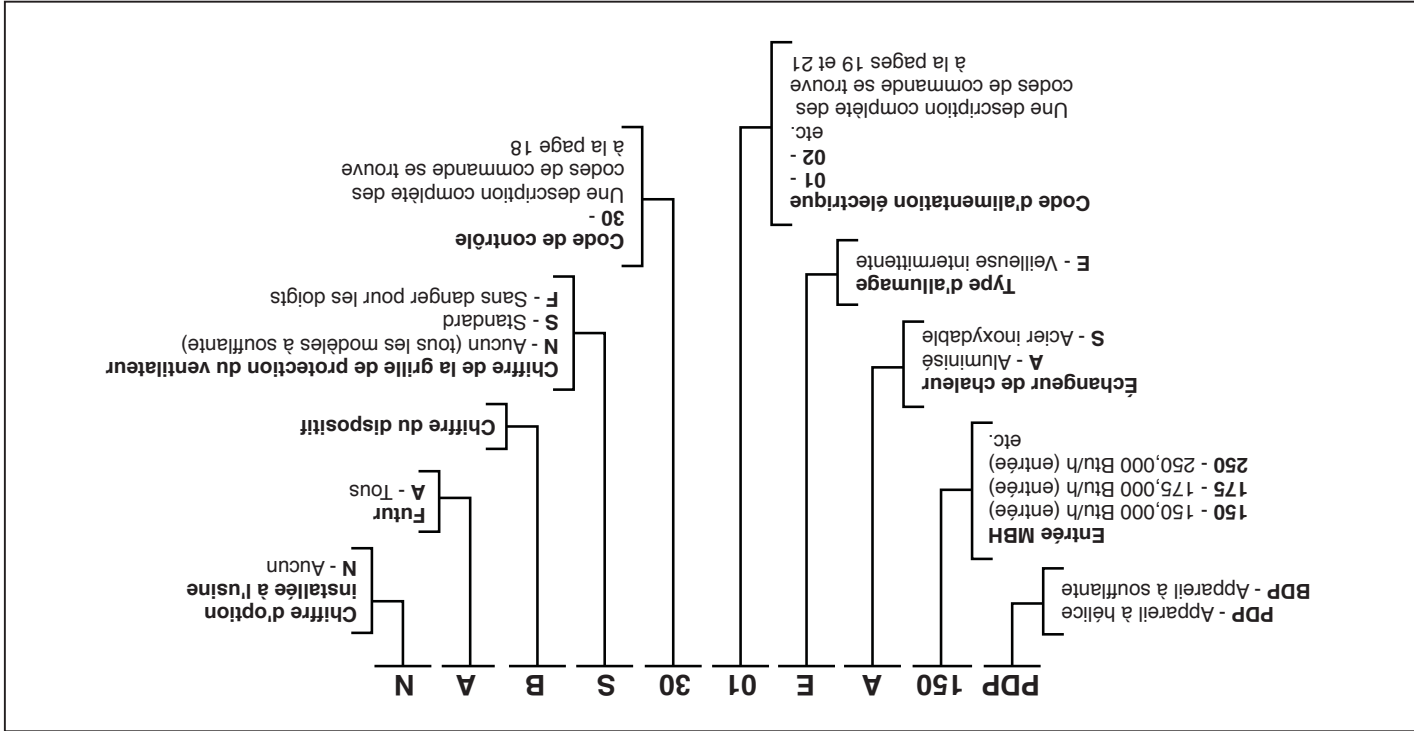 PDP 150 A E 01 30 S B A N
PDP - Appareil à hélice
BDP - Appareil à soufflante
Entrée MBH
150 - 150,000 Btu/h (entrée)
175 - 175,000 Btu/h (entrée)
250 - 250,000 Btu/h (entrée)
etc.
Échangeur de chaleur
A - Aluminisé
S - Acier inoxydable
Type d'allumage
E - Veilleuse intermittente
Code d'alimentation électrique
01 -
02 -
etc.
Une description complète des
codes de commande se trouve
à la pages 19 et 21
Code de contrôle
30 -
Une description complète des
codes de commande se trouve
à la page 18
Chiffre de la grille de protection du ventilateur
N - Aucun (tous les modèles à soufflante)
S - Standard
F - Sans danger pour les doigts
Chiffre du dispositif
Futur
A - Tous
Chiffre d'option
installée à l'usine
N - Aucun